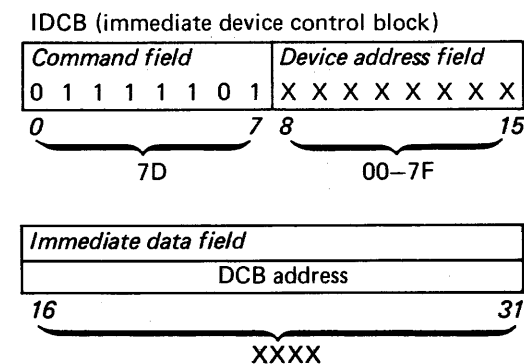 IDCB (immediate device control block)
Command field Device address field
0 1 1 1 1 1 0 1 X X X X X X X X
0 7 8 15
7D 00–7F
Immediate data field
DCB address
16 31
XXXX